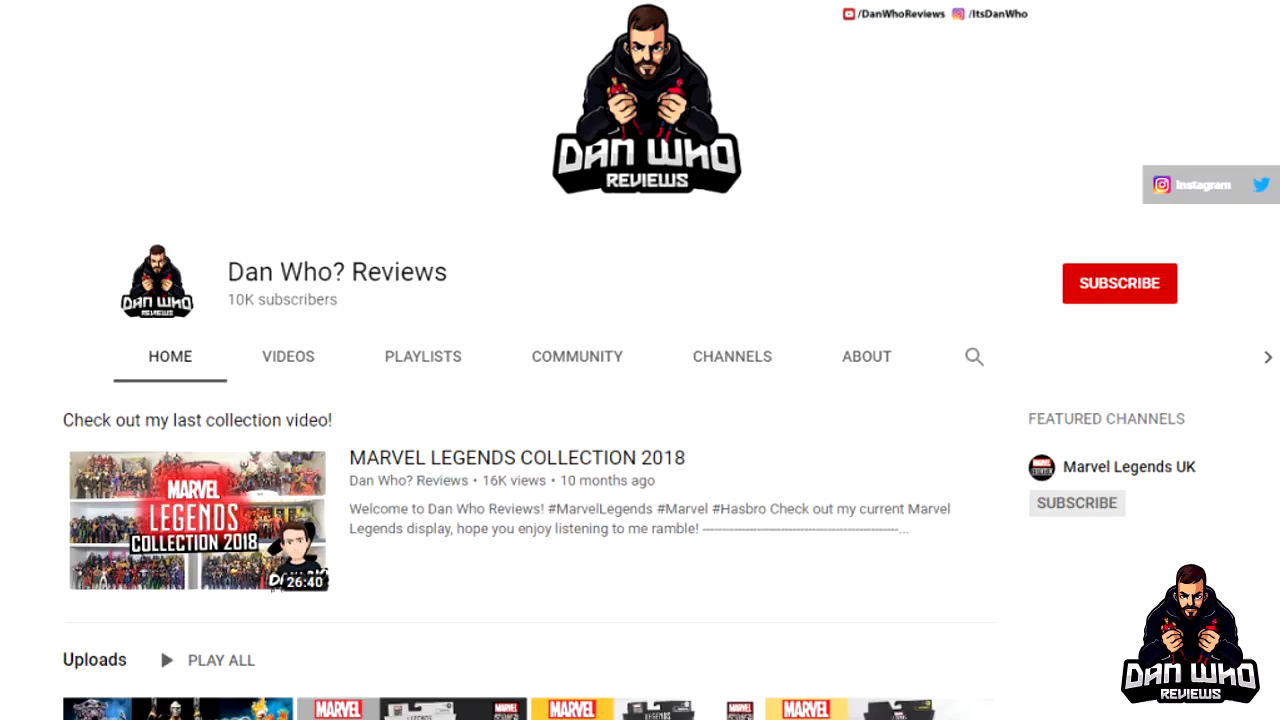 /DanWhoReviews /ItsDanWho
DAN WHO
REVIEWS
Instagram
DAN WHO
REVIEWS
Dan Who? Reviews
10K subscribers
SUBSCRIBE
HOME VIDEOS PLAYLISTS COMMUNITY CHANNELS ABOUT
Check out my last collection video!
FEATURED CHANNELS
MARVEL
LEGENDS
COLLECTION 2018
26:40
MARVEL LEGENDS COLLECTION 2018
Dan Who? Reviews • 16K views • 10 months ago
Welcome to Dan Who Reviews! #MarvelLegends #Marvel #Hasbro Check out my current Marvel
Legends display, hope you enjoy listening to me ramble! ----------------------------------------------------...
Marvel Legends UK
SUBSCRIBE
Uploads PLAY ALL
MARVEL
MARVEL
MARVEL
LEGENDS
DAN WHO
REVIEWS